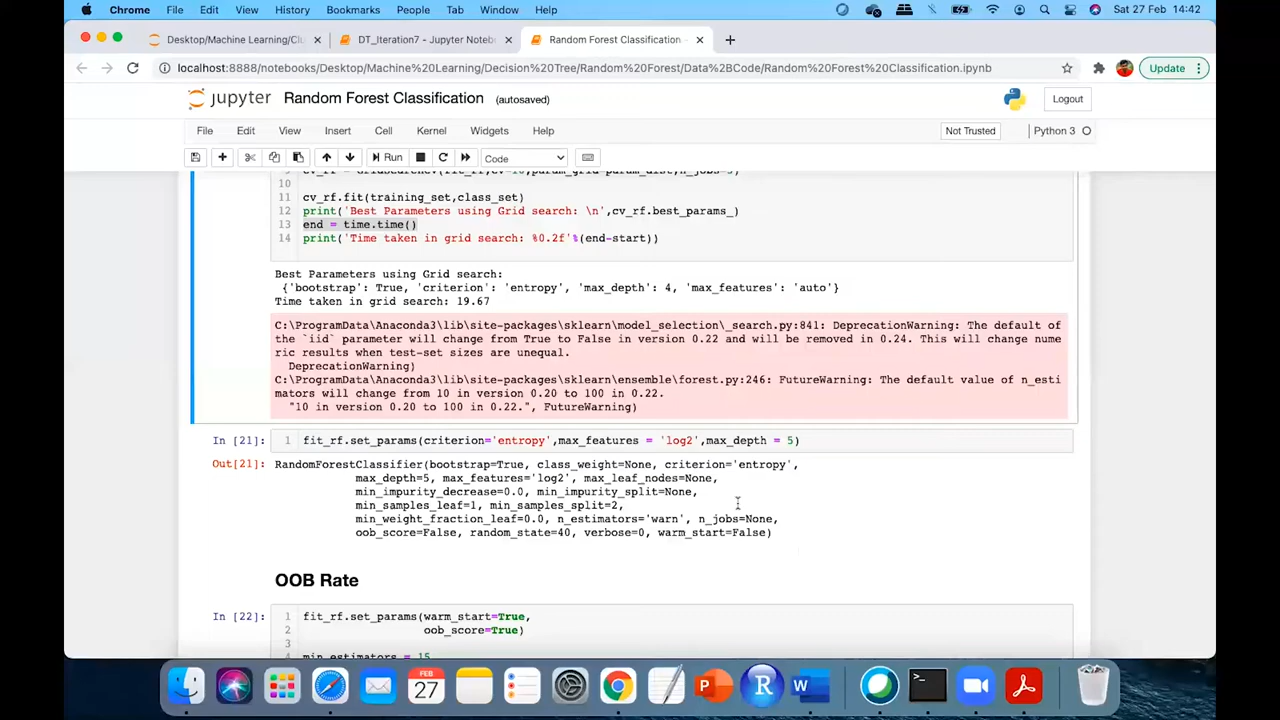 Chrome File Edit View History Bookmarks People Tab Window Help Sat 27 Feb 14:42
Desktop/Machine Learning/Clu DT_Iteration7 - Jupyter Noteb Random Forest Classification -
localhost:8888/notebooks/Desktop/Machine%20Learning/Decision%20Tree/Random%20Forest/Data%2BCode/Random%20Forest%20Classification.ipynb Update
jupyter Random Forest Classification (autosaved) Logout
File Edit View Insert Cell Kernel Widgets Help Not Trusted Python 3
Run Code
10
11 cv_rf.fit(training_set,class_set)
12 print('Best Parameters using Grid search: \n',cv_rf.best_params_)
13 end = time.time()
14 print('Time taken in grid search: %0.2f'%(end-start))
Best Parameters using Grid search:
{'bootstrap': True, 'criterion': 'entropy', 'max_depth': 4, 'max_features': 'auto'}
Time taken in grid search: 19.67
C:\ProgramData\Anaconda3\lib\site-packages\sklearn\model_selection\_search.py:841: DeprecationWarning: The default of
the `iid` parameter will change from True to False in version 0.22 and will be removed in 0.24. This will change nume
ric results when test-set sizes are unequal.
DeprecationWarning)
C:\ProgramData\Anaconda3\lib\site-packages\sklearn\ensemble\forest.py:246: FutureWarning: The default value of n_esti
mators will change from 10 in version 0.20 to 100 in 0.22.
"10 in version 0.20 to 100 in 0.22.", FutureWarning)
In [21]: 1 fit_rf.set_params(criterion='entropy',max_features = 'log2',max_depth = 5)
Out[21]: RandomForestClassifier(bootstrap=True, class_weight=None, criterion='entropy',
max_depth=5, max_features='log2', max_leaf_nodes=None,
min_impurity_decrease=0.0, min_impurity_split=None,
min_samples_leaf=1, min_samples_split=2,
min_weight_fraction_leaf=0.0, n_estimators='warn', n_jobs=None,
oob_score=False, random_state=40, verbose=0, warm_start=False)
OOB Rate
In [22]: 1 fit_rf.set_params(warm_start=True,
2 oob_score=True)
3
4 min_estimators = 15
FEB
27